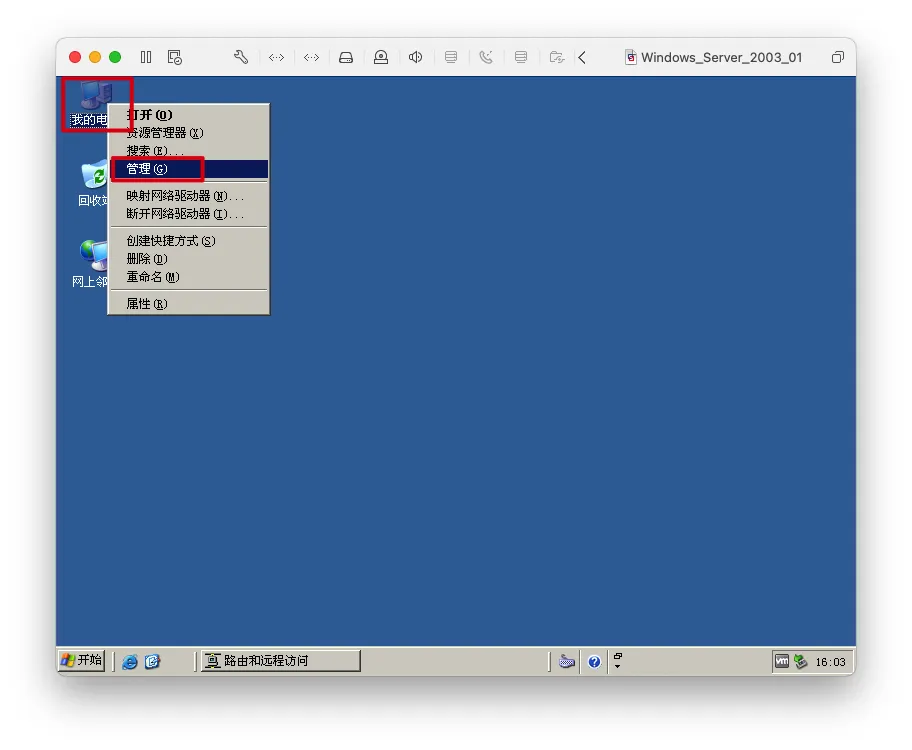 Windows_Server_2003_01
我的电
打开(O)
资源管理器(X)
搜索(E)...
管理(G)
映射网络驱动器(N)...
断开网络驱动器(I)...
创建快捷方式(S)
删除(D)
重命名(M)
属性(R)
回收站
网上邻
开始
路由和远程访问
vm
16:03